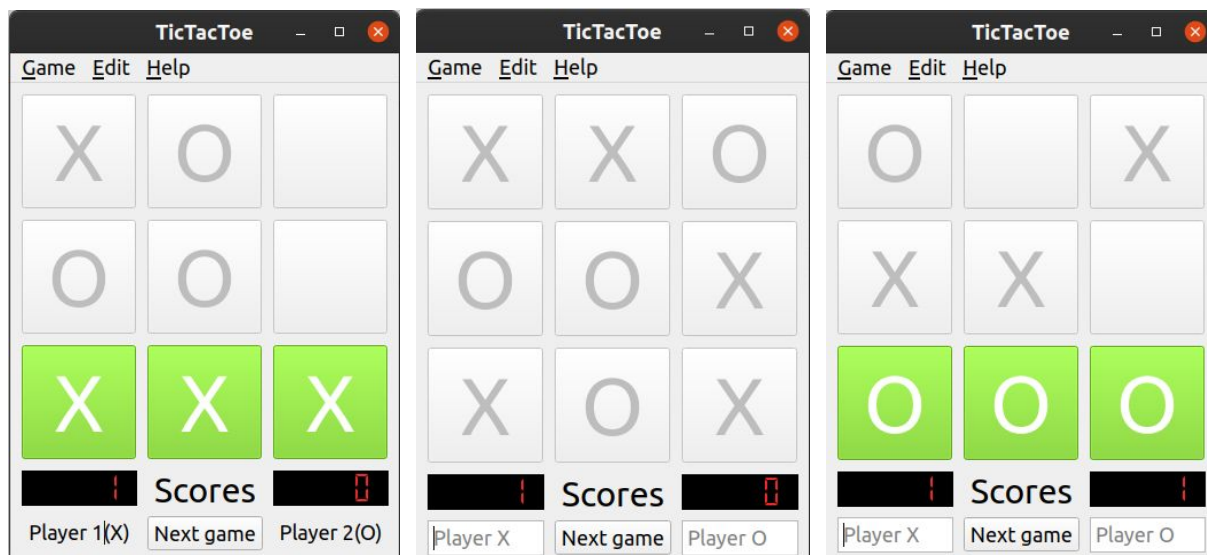 TicTacToe
Game Edit Help
X O
O O
X X X
1 Scores 0
Player 1(X) Next game Player 2(O)
TicTacToe
Game Edit Help
X X O
O O X
X O X
1 Scores 0
Player X Next game Player O
TicTacToe
Game Edit Help
O X
X X
O O O
1 Scores 1
Player X Next game Player O